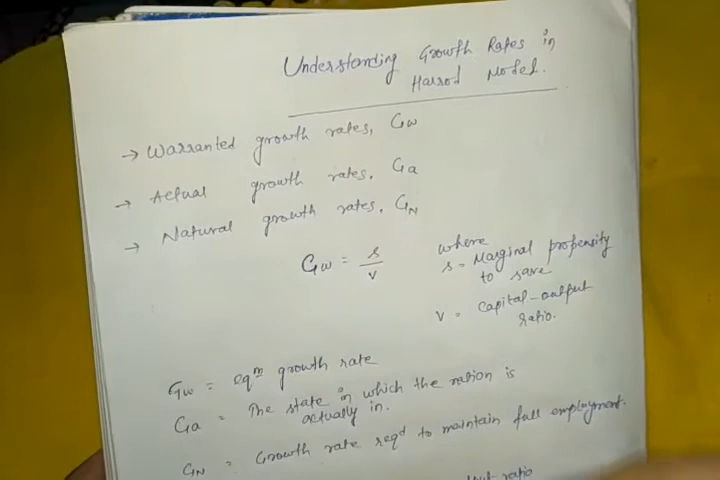 Understanding Growth Rates in
Harrod Model.
→ Warranted growth rates, Gw
→ Actual growth rates, Ga
→ Natural growth rates, GN
Gw = s/v
where
s = Marginal propensity
to save
v = Capital-output
ratio.
Gw = eqm growth rate
Ga = The state in which the nation is
actually in.
GN = Growth rate reqd to maintain full employment.
ratio